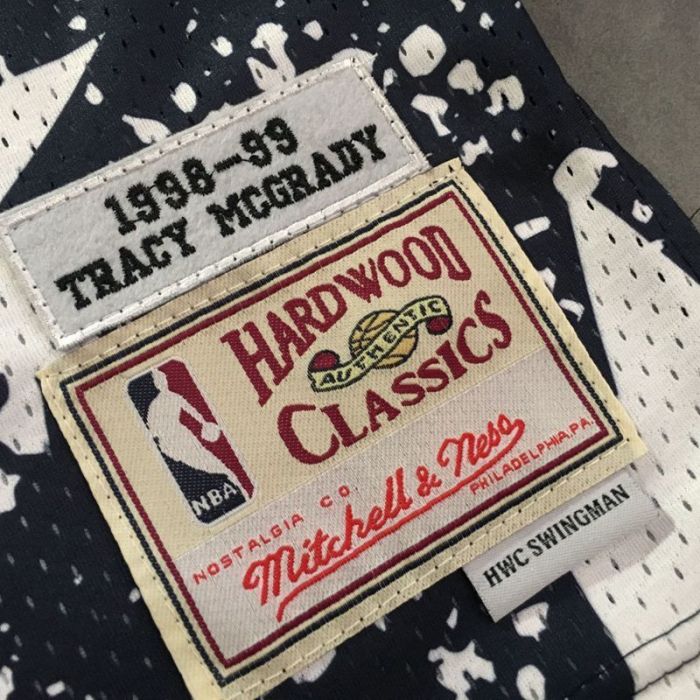 1998-99
TRACY MCGRADY
HARDWOOD
AUTHENTIC
CLASSICS
NBA
NOSTALGIA CO.
Mitchell & Ness
PHILADELPHIA, PA.
HWC SWINGMAN